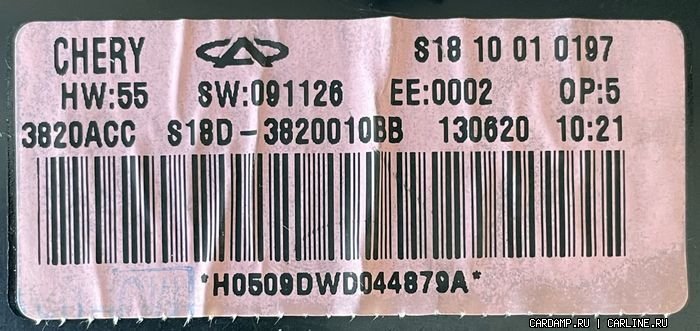 CHERY S18 10 01 0197
HW:55 SW:091126 EE:0002 OP:5
3820ACC S18D-3820010BB 130620 10:21
*H0509DWD044879A*
CARDAMP.RU | CARLINE.RU